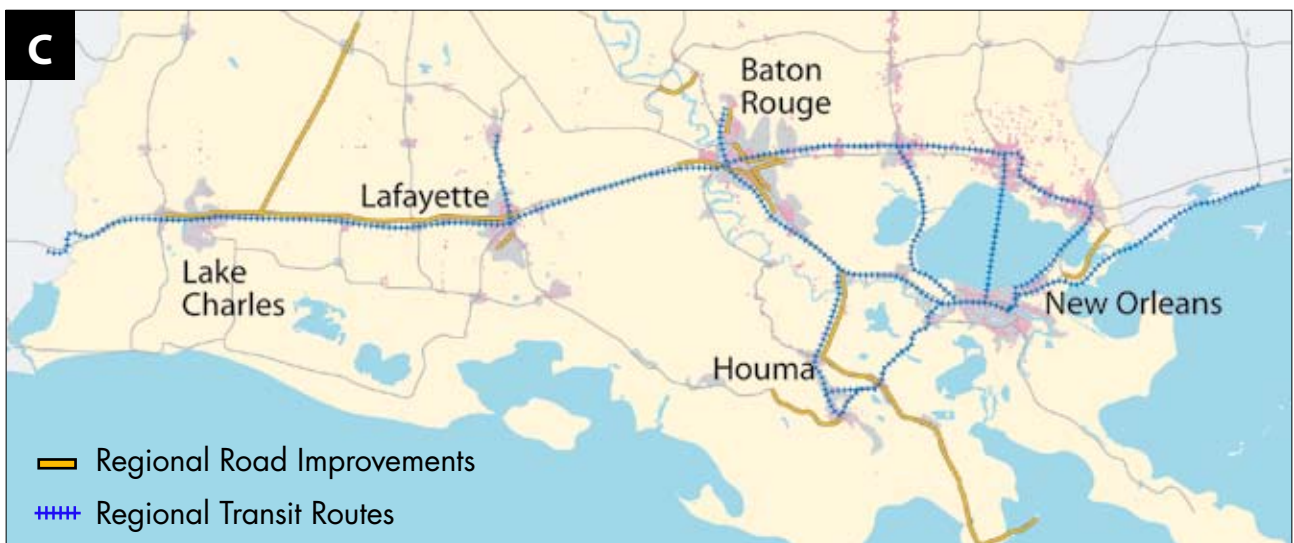 C
Baton
Rouge
Lafayette
Lake
Charles
New Orleans
Houma
Regional Road Improvements
Regional Transit Routes